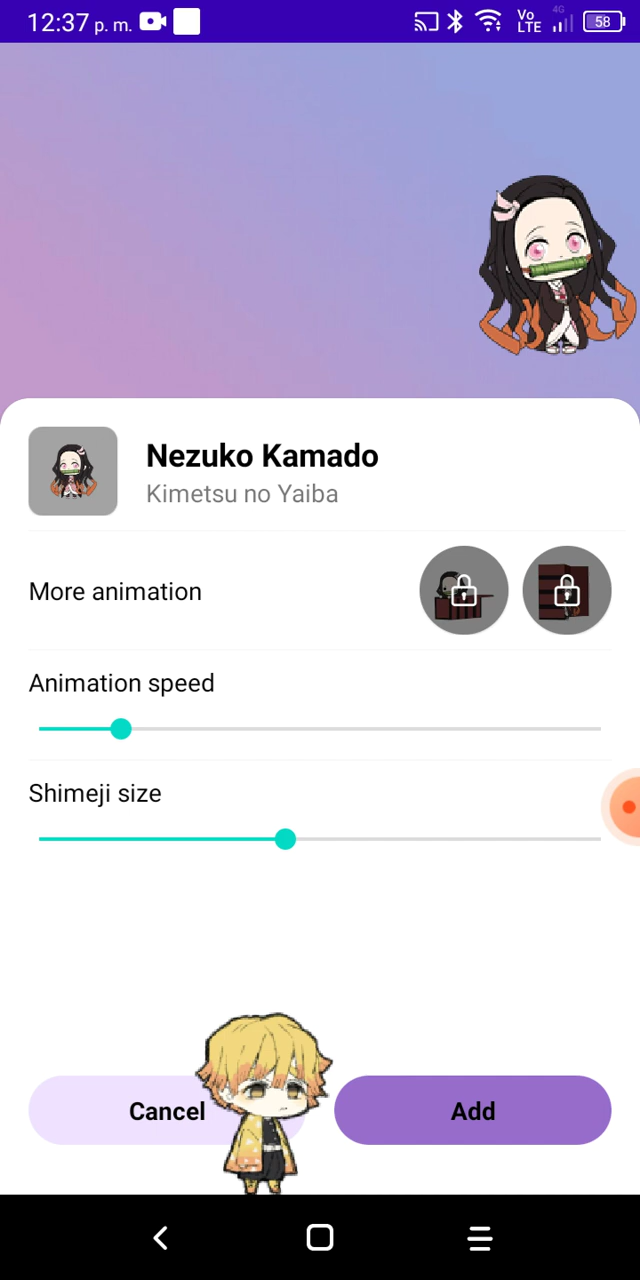 12:37 p. m.
Vo
LTE
4G
58
Nezuko Kamado
Kimetsu no Yaiba
More animation
Animation speed
Shimeji size
Cancel
Add